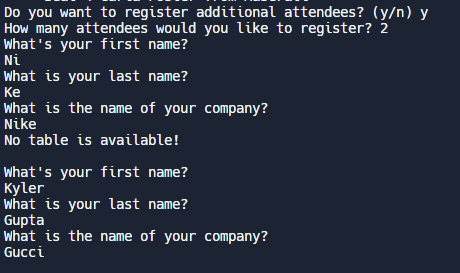 Do you want to register additional attendees? (y/n) y
How many attendees would you like to register? 2
What's your first name?
Ni
What is your last name?
Ke
What is the name of your company?
Nike
No table is available!
What's your first name?
Kyler
What is your last name?
Gupta
What is the name of your company?
Gucci